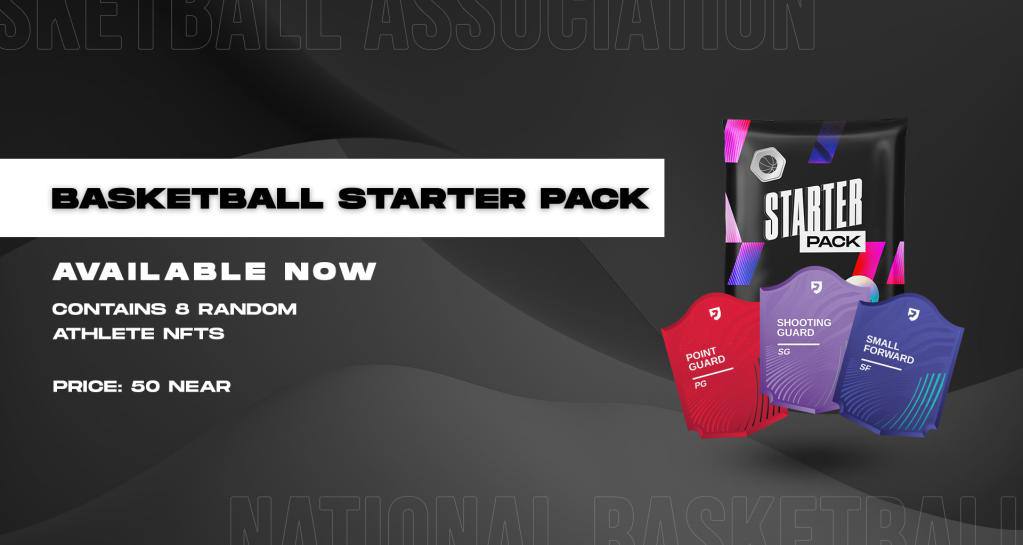 SKETBALL ASSOCIATION
BASKETBALL STARTER PACK
AVAILABLE NOW
CONTAINS 8 RANDOM
ATHLETE NFTS
PRICE: 50 NEAR
STARTER
PACK
POINT
GUARD
PG
SHOOTING
GUARD
SG
SMALL
FORWARD
SF
NATIONAL BASKETBALL